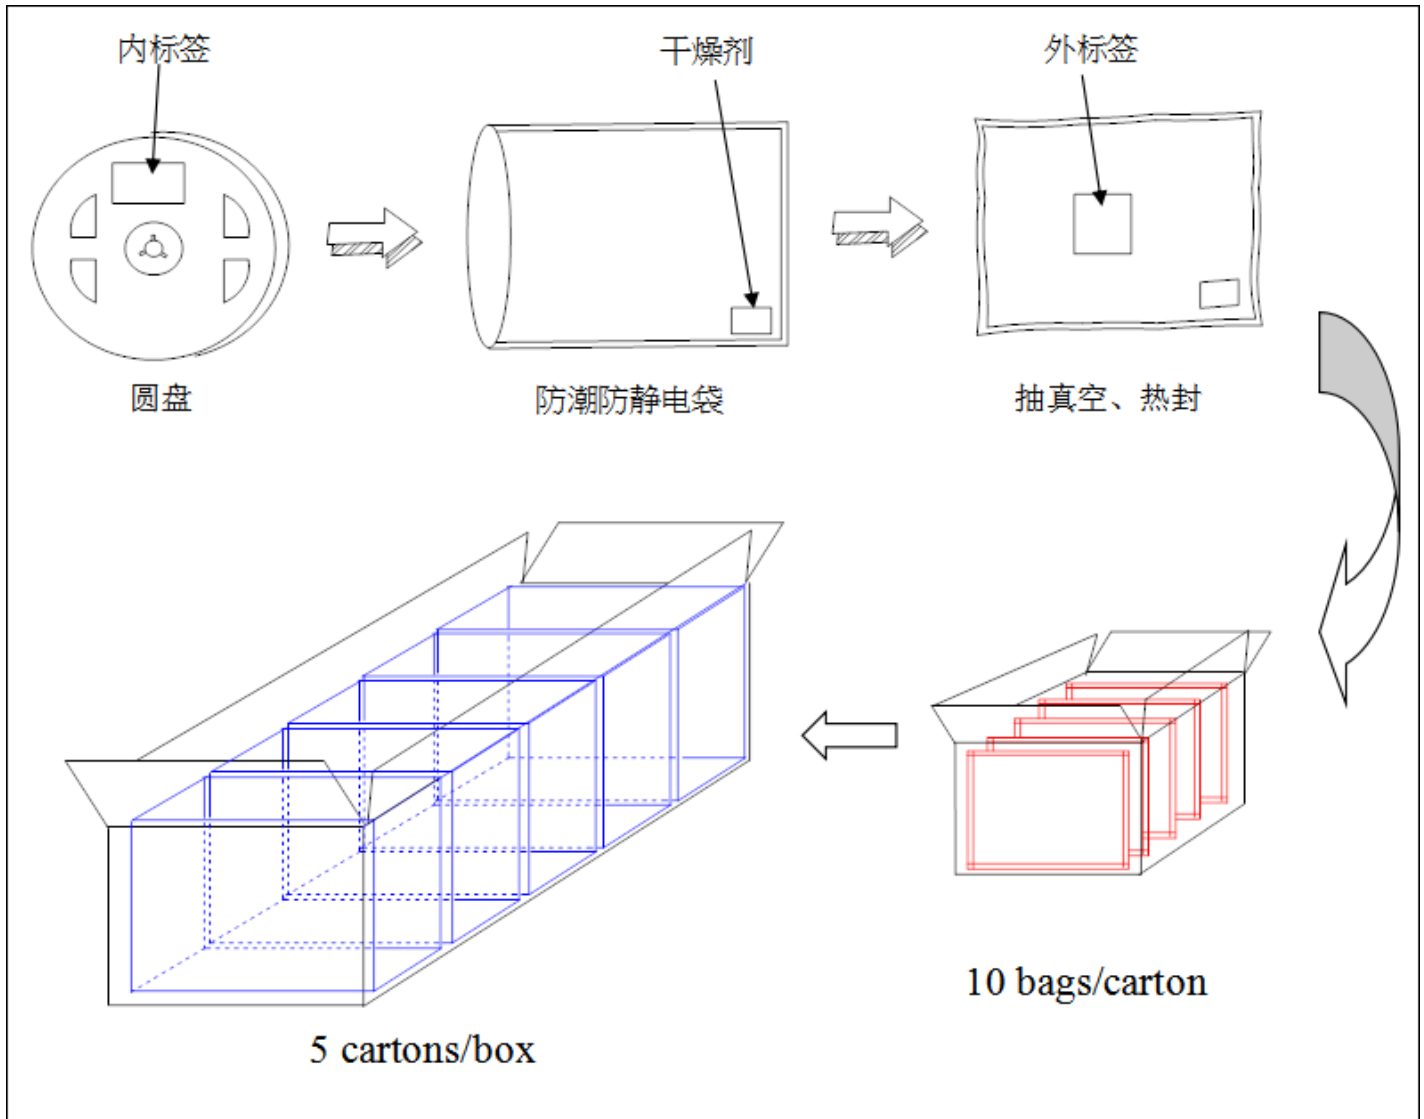 内标签
干燥剂
外标签
圆盘
防潮防静电袋
抽真空、热封
10 bags/carton
5 cartons/box